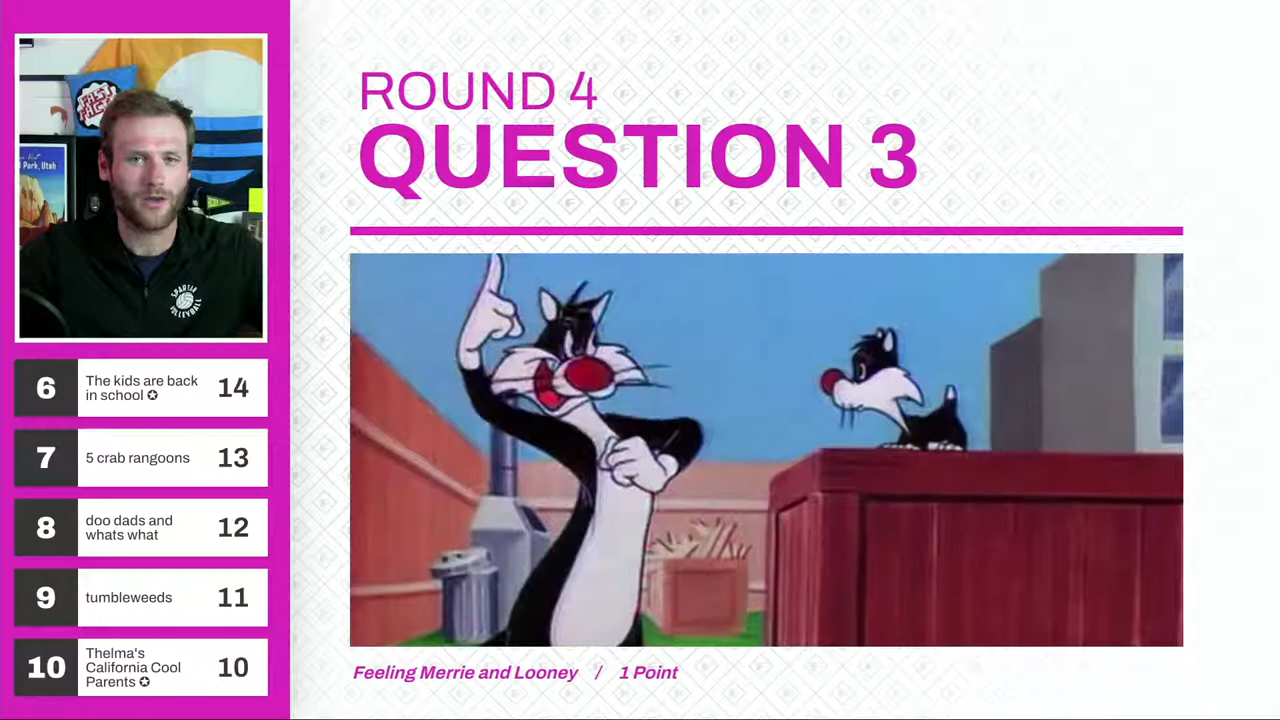 ROUND 4
QUESTION 3
Park, Utah
SPARTAN
VOLLEYBALL
6
The kids are back
in school ✪
14
7
5 crab rangoons
13
8
doo dads and
whats what
12
9
tumbleweeds
11
10
Thelma's
California Cool
Parents ✪
10
Feeling Merrie and Looney / 1 Point